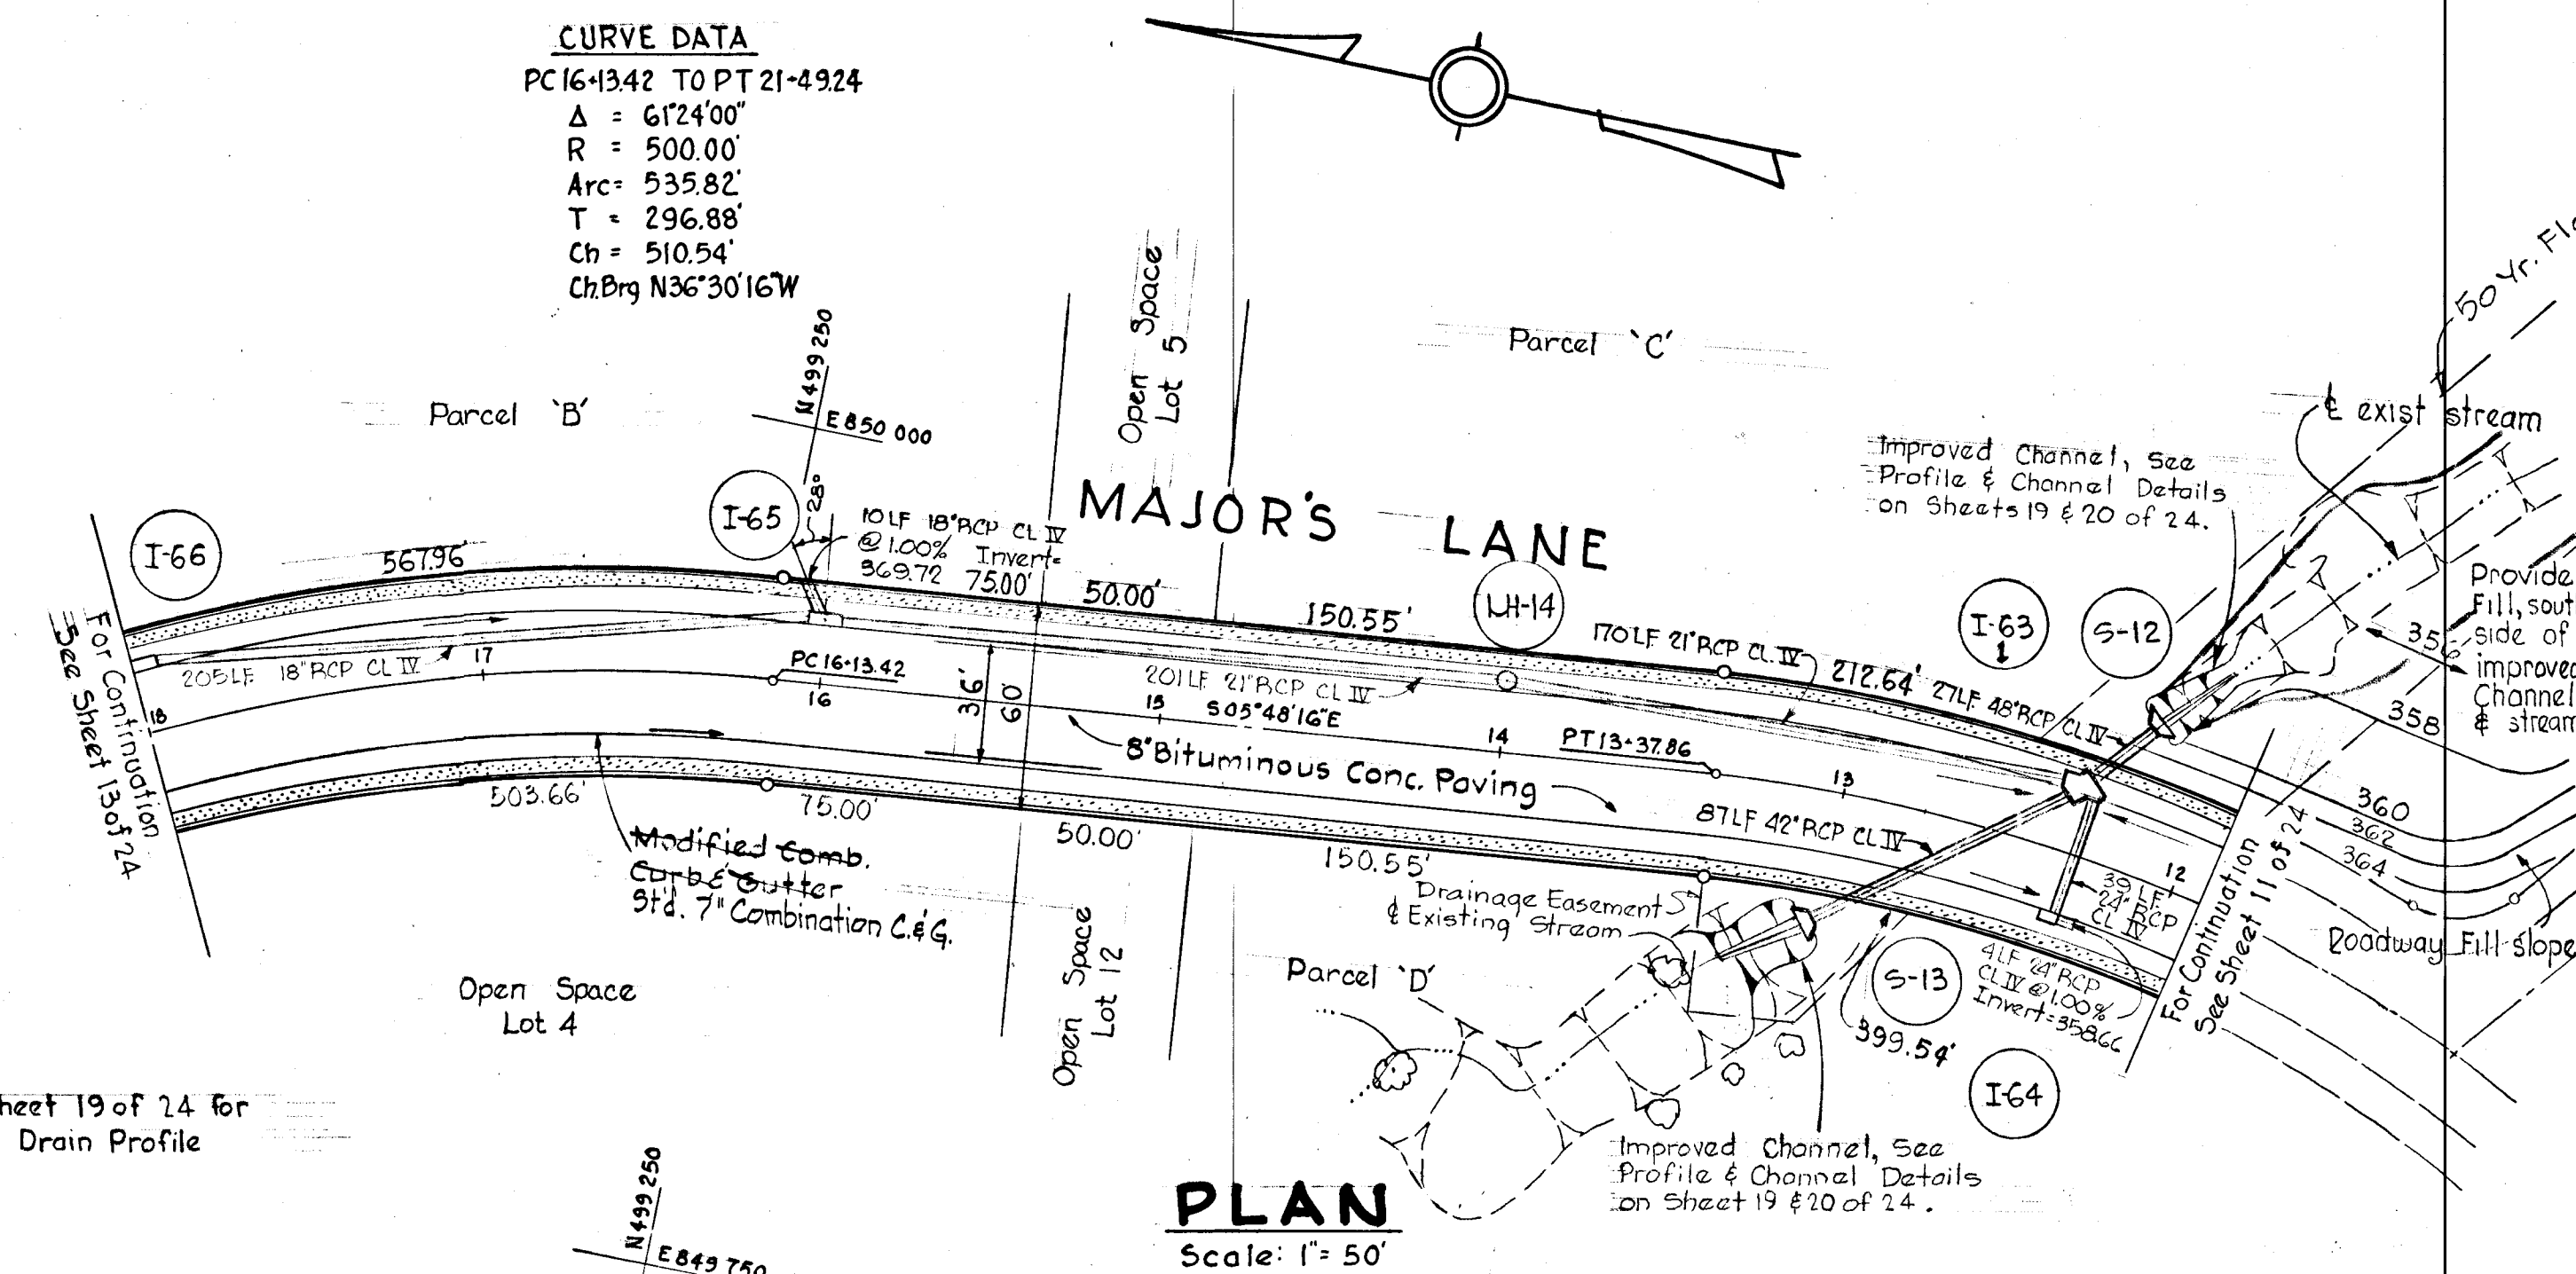 CURVE DATA
PC 16+13.42 TO PT 21+49.24
Δ = 61°24'00"
R = 500.00'
Arc = 535.82'
T = 296.88'
Ch = 510.54'
Ch.Brg N36°30'16"W
Parcel 'B'
N 499 250
E 850 000
Open Space
Lot 5
Parcel 'C'
50 Yr.
℄ exist stream
Improved Channel, See
Profile & Channel Details
on Sheets 19 & 20 of 24.
MAJOR'S LANE
I-66
I-65
28°
10 LF 18" RCP CL IV
@ 1.00% Invert=
369.72
567.96'
75.00'
50.00'
150.55'
LH-14
170 LF 21" RCP CL. IV
212.64'
I-63
1
S-12
27 LF 48" RCP CL IV
Provide
Fill,
side of
improved
Channel
& stream
356
358
360
362
364
For Continuation
See Sheet 13 of 24
205 LF 18" RCP CL IV
18
17
PC 16+13.42
16
36'
60'
201 LF 21" RCP CL IV
S05°48'16"E
15
14
PT 13+37.86
13
12
8" Bituminous Conc. Paving
87 LF 42" RCP CL IV
39 LF
24" RCP
CL IV
503.66'
75.00'
50.00'
150.55'
Modified Comb.
Curb & Gutter
Std. 7" Combination C. & G.
Drainage Easement
& Existing Stream
Parcel 'D'
S-13
4 LF 24" RCP
CL IV @ 1.00%
Invert=358.66
399.54'
I-64
For Continuation
See Sheet 11 of 24
Roadway Fill slope
Open Space
Lot 4
Open Space
Lot 12
19 of 24 for
Drain Profile
Improved Channel, See
Profile & Channel Details
on Sheet 19 & 20 of 24.
N 499 250
E 849 750
PLAN
Scale: 1"= 50'